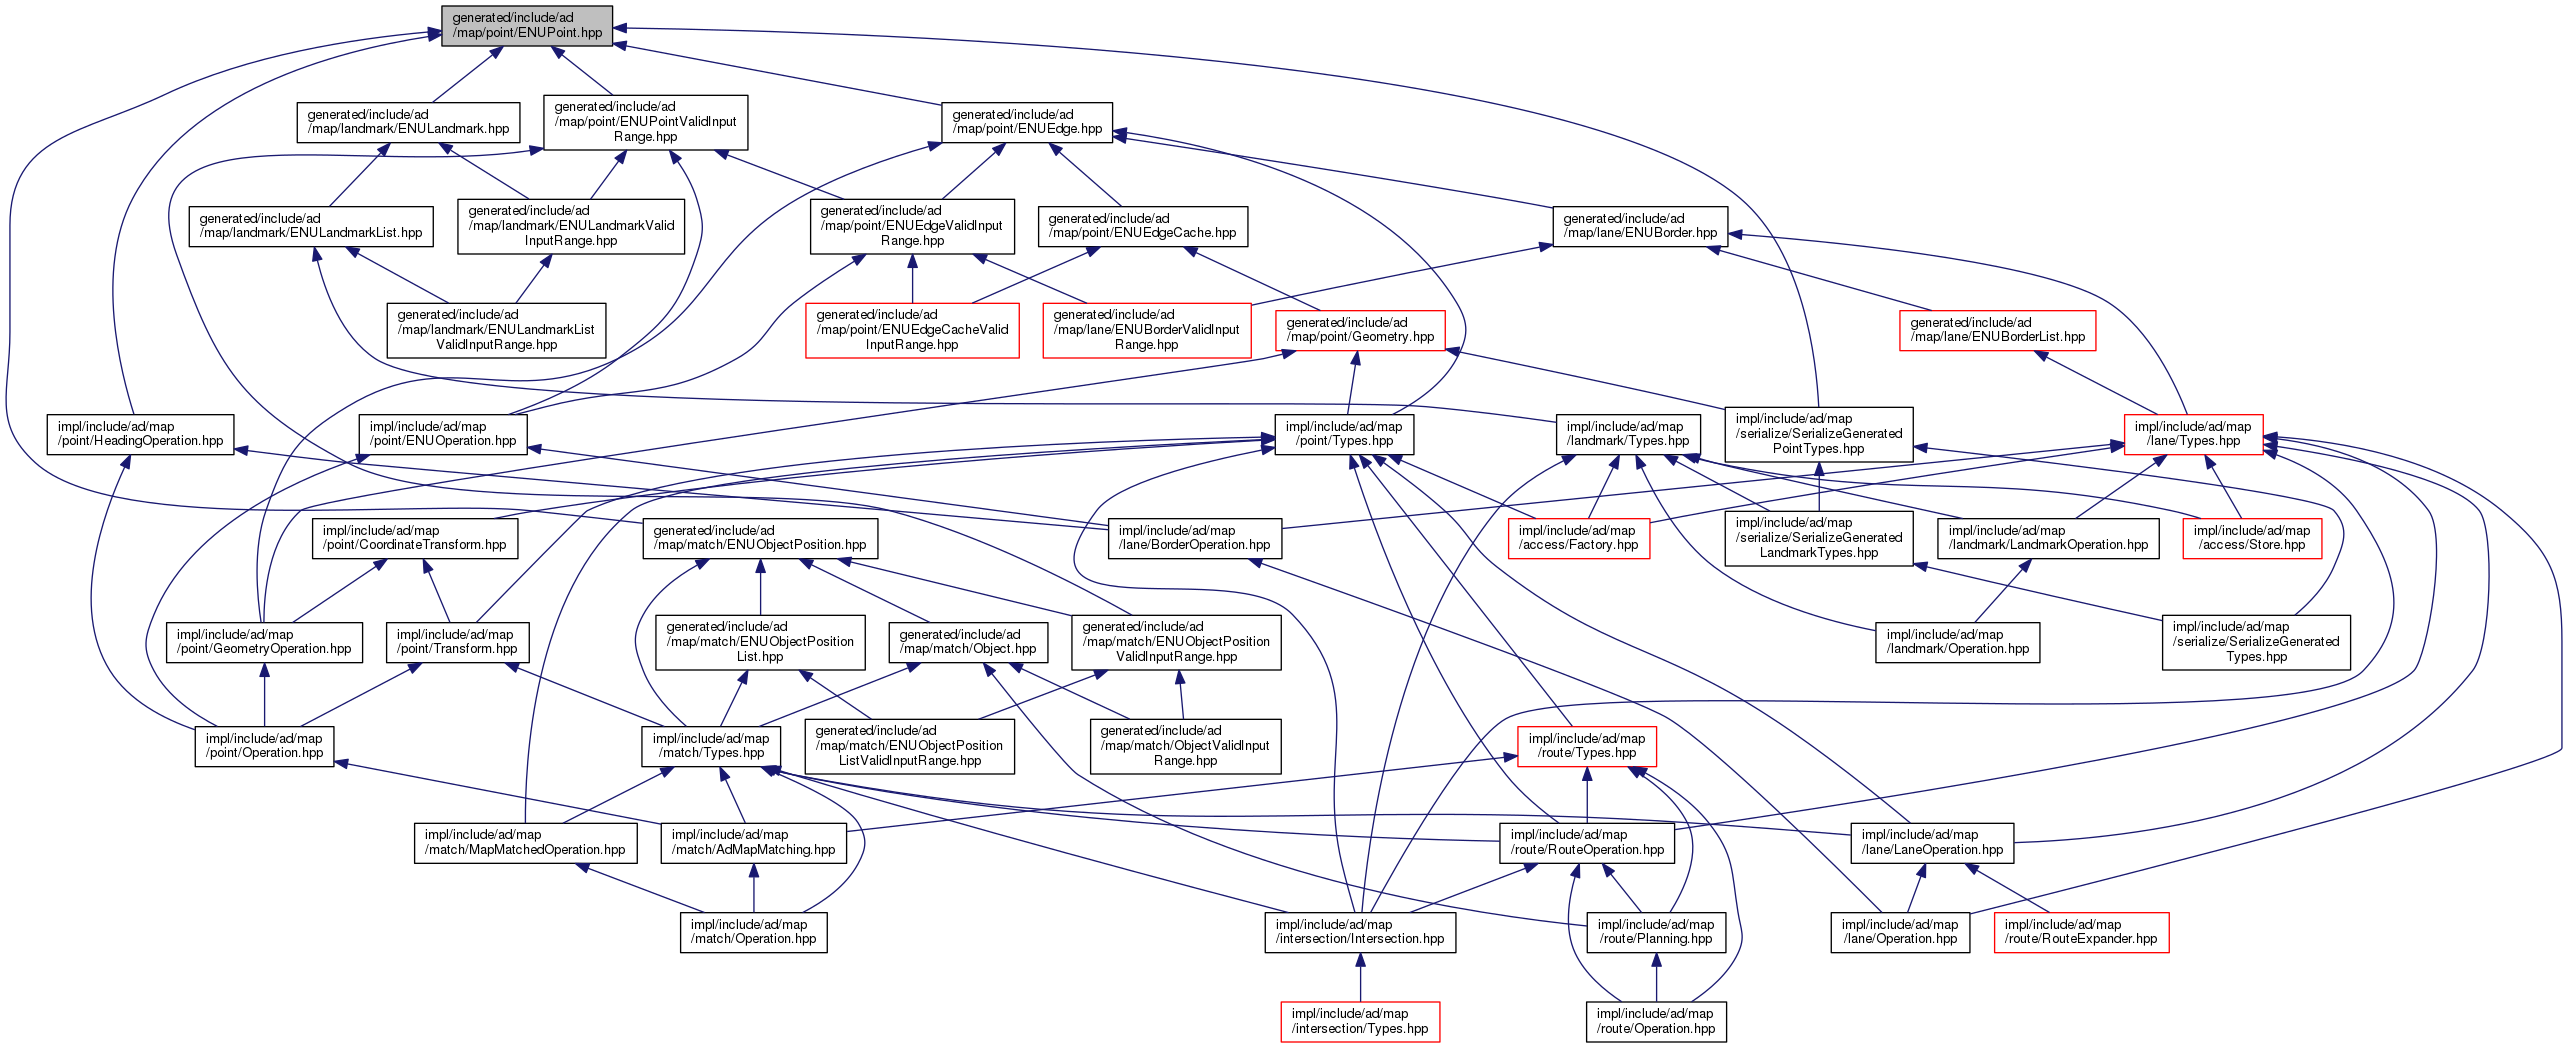 generated/include/ad
/map/point/ENUPoint.hpp
generated/include/ad
/map/landmark/ENULandmark.hpp
generated/include/ad
/map/point/ENUPointValidInput
Range.hpp
generated/include/ad
/map/point/ENUEdge.hpp
generated/include/ad
/map/landmark/ENULandmarkList.hpp
generated/include/ad
/map/landmark/ENULandmarkValid
InputRange.hpp
generated/include/ad
/map/point/ENUEdgeValidInput
Range.hpp
generated/include/ad
/map/point/ENUEdgeCache.hpp
generated/include/ad
/map/lane/ENUBorder.hpp
generated/include/ad
/map/landmark/ENULandmarkList
ValidInputRange.hpp
generated/include/ad
/map/point/ENUEdgeCacheValid
InputRange.hpp
generated/include/ad
/map/lane/ENUBorderValidInput
Range.hpp
generated/include/ad
/map/point/Geometry.hpp
generated/include/ad
/map/lane/ENUBorderList.hpp
impl/include/ad/map
/point/HeadingOperation.hpp
impl/include/ad/map
/point/ENUOperation.hpp
impl/include/ad/map
/point/Types.hpp
impl/include/ad/map
/landmark/Types.hpp
impl/include/ad/map
/serialize/SerializeGenerated
PointTypes.hpp
impl/include/ad/map
/lane/Types.hpp
impl/include/ad/map
/point/CoordinateTransform.hpp
generated/include/ad
/map/match/ENUObjectPosition.hpp
impl/include/ad/map
/lane/BorderOperation.hpp
impl/include/ad/map
/access/Factory.hpp
impl/include/ad/map
/serialize/SerializeGenerated
LandmarkTypes.hpp
impl/include/ad/map
/landmark/LandmarkOperation.hpp
impl/include/ad/map
/access/Store.hpp
impl/include/ad/map
/point/GeometryOperation.hpp
impl/include/ad/map
/point/Transform.hpp
generated/include/ad
/map/match/ENUObjectPosition
List.hpp
generated/include/ad
/map/match/Object.hpp
generated/include/ad
/map/match/ENUObjectPosition
ValidInputRange.hpp
impl/include/ad/map
/landmark/Operation.hpp
impl/include/ad/map
/serialize/SerializeGenerated
Types.hpp
impl/include/ad/map
/point/Operation.hpp
impl/include/ad/map
/match/Types.hpp
generated/include/ad
/map/match/ENUObjectPosition
ListValidInputRange.hpp
generated/include/ad
/map/match/ObjectValidInput
Range.hpp
impl/include/ad/map
/route/Types.hpp
impl/include/ad/map
/match/MapMatchedOperation.hpp
impl/include/ad/map
/match/AdMapMatching.hpp
impl/include/ad/map
/route/RouteOperation.hpp
impl/include/ad/map
/lane/LaneOperation.hpp
impl/include/ad/map
/match/Operation.hpp
impl/include/ad/map
/intersection/Intersection.hpp
impl/include/ad/map
/route/Planning.hpp
impl/include/ad/map
/lane/Operation.hpp
impl/include/ad/map
/route/RouteExpander.hpp
impl/include/ad/map
/intersection/Types.hpp
impl/include/ad/map
/route/Operation.hpp